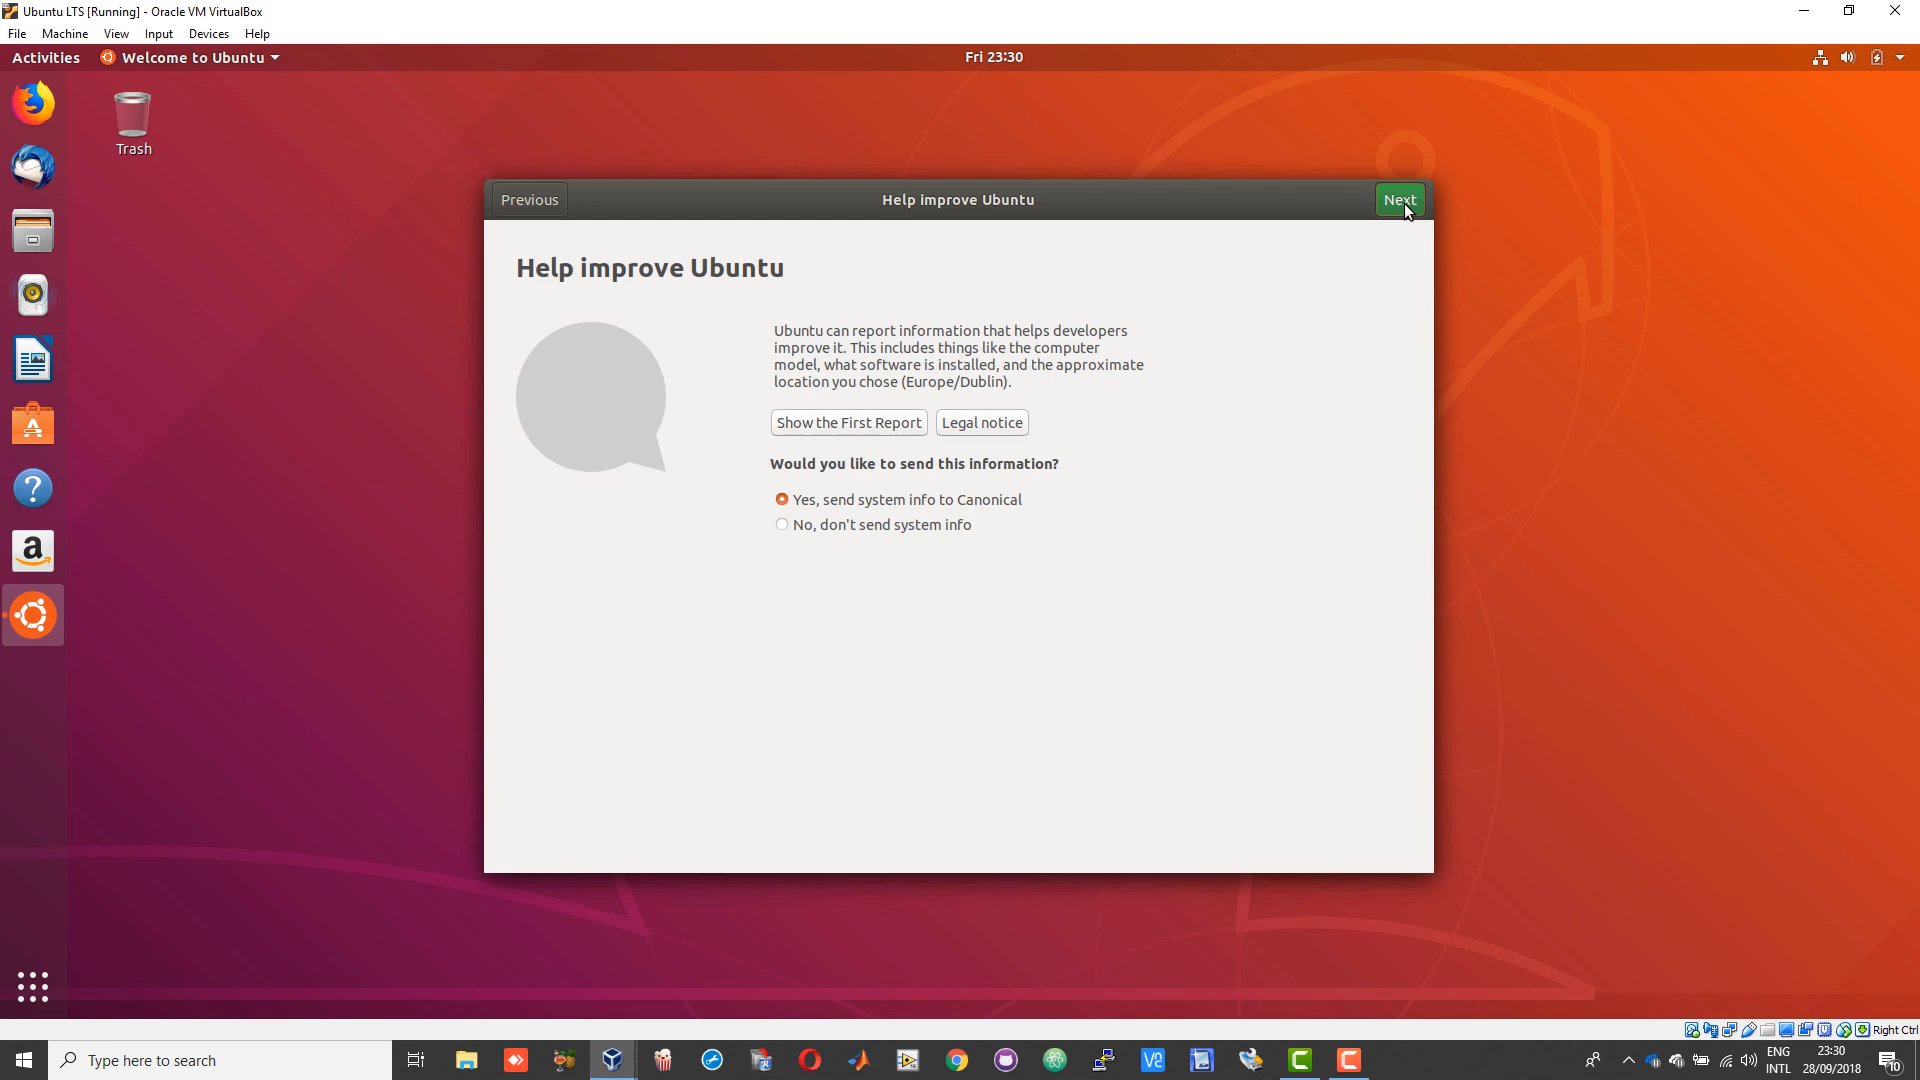 Ubuntu LTS [Running] - Oracle VM VirtualBox
File Machine View Input Devices Help
Activities Welcome to Ubuntu Fri 23:30
Trash
Previous Help improve Ubuntu Next
Help improve Ubuntu
Ubuntu can report information that helps developers
improve it. This includes things like the computer
model, what software is installed, and the approximate
location you chose (Europe/Dublin).
Show the First Report Legal notice
Would you like to send this information?
Yes, send system info to Canonical
No, don't send system info
Right Ctrl
Type here to search
ENG
INTL
23:30
28/09/2018
10